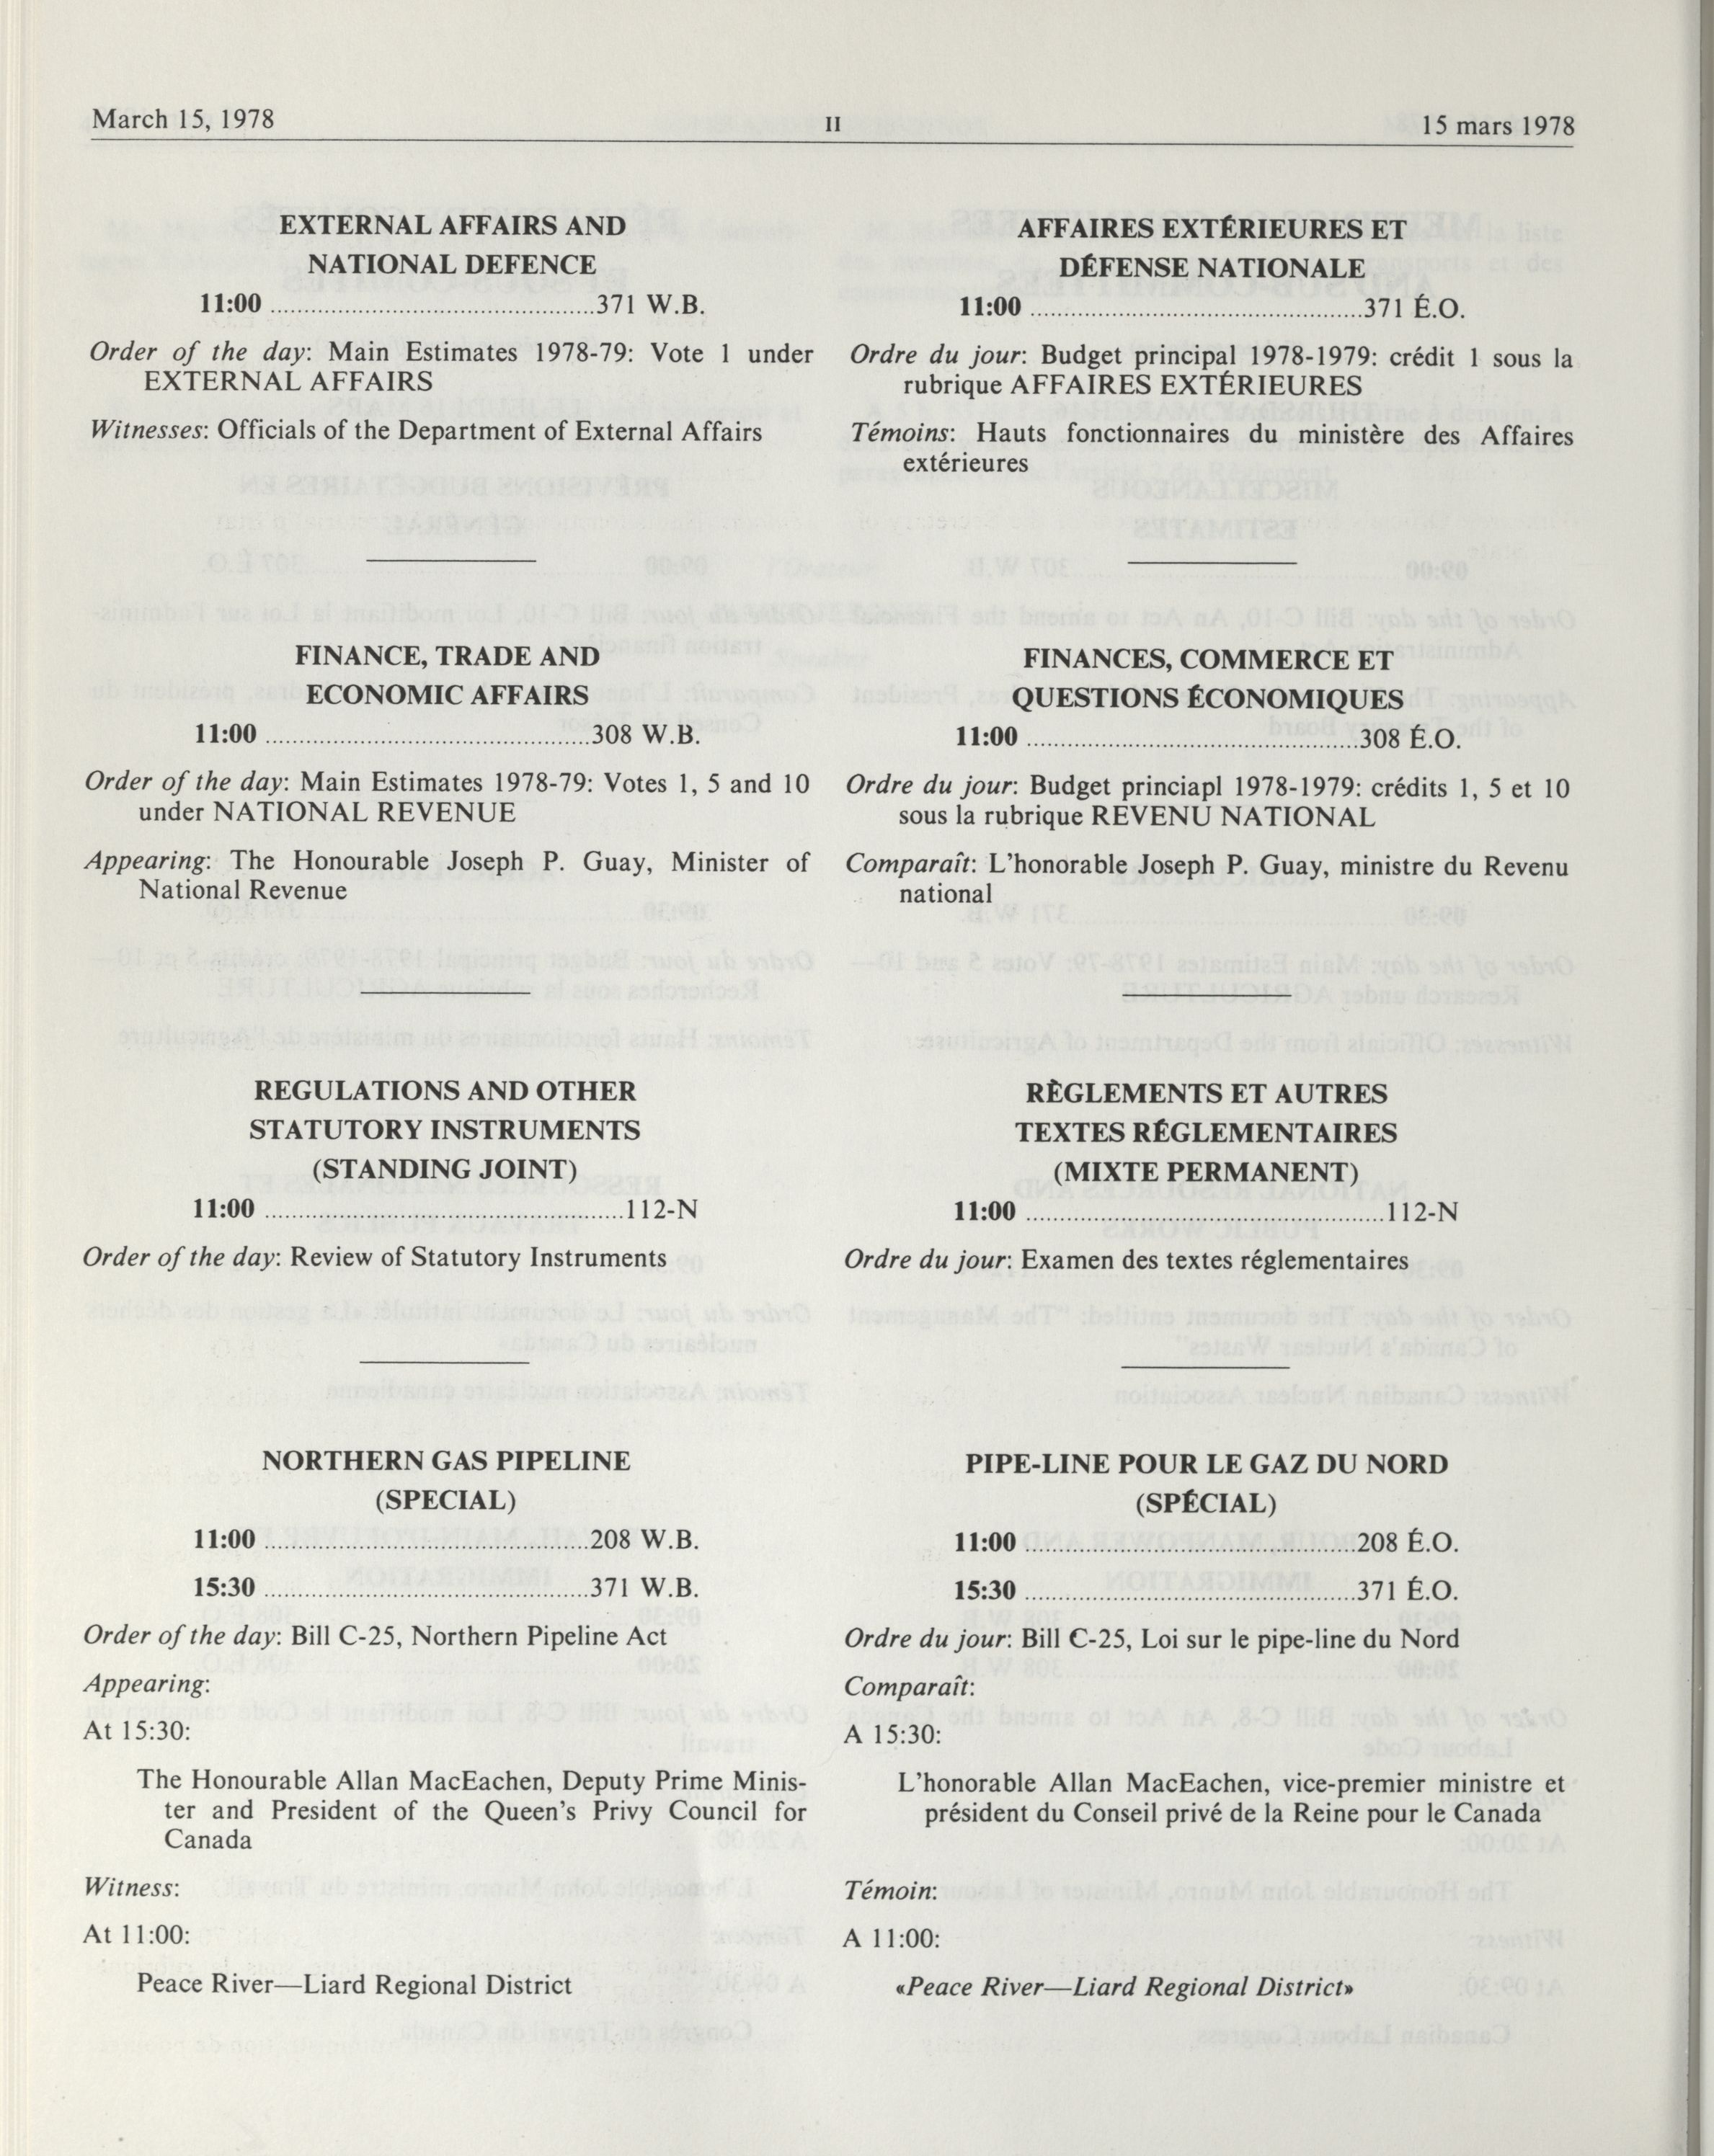 March 15, 1978
II
15 mars 1978
EXTERNAL AFFAIRS AND
NATIONAL DEFENCE
11:00 ................................................371 W.B.
Order of the day: Main Estimates 1978-79: Vote 1 under
EXTERNAL AFFAIRS
Witnesses: Officials of the Department of External Affairs
FINANCE, TRADE AND
ECONOMIC AFFAIRS
11:00 ................................................308 W.B.
Order of the day: Main Estimates 1978-79: Votes 1, 5 and 10
under NATIONAL REVENUE
Appearing: The Honourable Joseph P. Guay, Minister of
National Revenue
REGULATIONS AND OTHER
STATUTORY INSTRUMENTS
(STANDING JOINT)
11:00 .....................................................112-N
Order of the day: Review of Statutory Instruments
NORTHERN GAS PIPELINE
(SPECIAL)
11:00 ................................................208 W.B.
15:30 ................................................371 W.B.
Order of the day: Bill C-25, Northern Pipeline Act
Appearing:
At 15:30:
The Honourable Allan MacEachen, Deputy Prime Minis-
ter and President of the Queen's Privy Council for
Canada
Witness:
At 11:00:
Peace River—Liard Regional District
AFFAIRES EXTÉRIEURES ET
DÉFENSE NATIONALE
11:00 .................................................371 É.O.
Ordre du jour: Budget principal 1978-1979: crédit 1 sous la
rubrique AFFAIRES EXTÉRIEURES
Témoins: Hauts fonctionnaires du ministère des Affaires
extérieures
FINANCES, COMMERCE ET
QUESTIONS ÉCONOMIQUES
11:00 .................................................308 É.O.
Ordre du jour: Budget princiapl 1978-1979: crédits 1, 5 et 10
sous la rubrique REVENU NATIONAL
Comparaît: L'honorable Joseph P. Guay, ministre du Revenu
national
RÈGLEMENTS ET AUTRES
TEXTES RÉGLEMENTAIRES
(MIXTE PERMANENT)
11:00 .....................................................112-N
Ordre du jour: Examen des textes réglementaires
PIPE-LINE POUR LE GAZ DU NORD
(SPÉCIAL)
11:00 .................................................208 É.O.
15:30 .................................................371 É.O.
Ordre du jour: Bill C-25, Loi sur le pipe-line du Nord
Comparaît:
A 15:30:
L'honorable Allan MacEachen, vice-premier ministre et
président du Conseil privé de la Reine pour le Canada
Témoin:
A 11:00:
«Peace River—Liard Regional District»